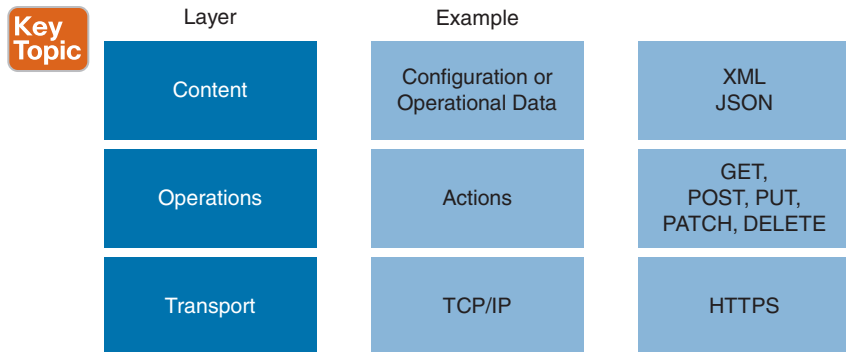 Key
Topic
Layer
Example
Content
Configuration or
Operational Data
XML
JSON
Operations
Actions
GET,
POST, PUT,
PATCH, DELETE
Transport
TCP/IP
HTTPS